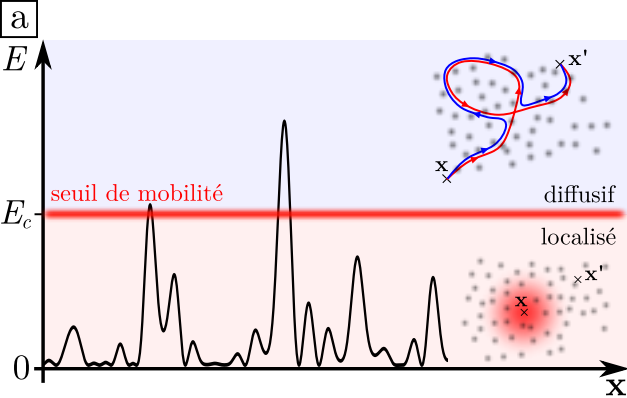 a
E
x'
x
seuil de mobilité
diffusif
E_c
localisé
x'
x
0
x